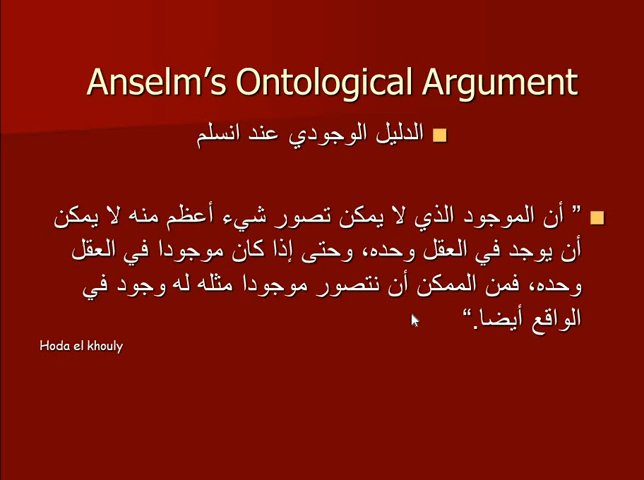 Anselm's Ontological Argument
الدليل الوجودي عند انسلم
” أن الموجود الذي لا يمكن تصور شيء أعظم منه لا يمكن
أن يوجد في العقل وحده، وحتى إذا كان موجودا في العقل
وحده، فمن الممكن أن نتصور موجودا مثله له وجود في
الواقع أيضا.“
Hoda el khouly